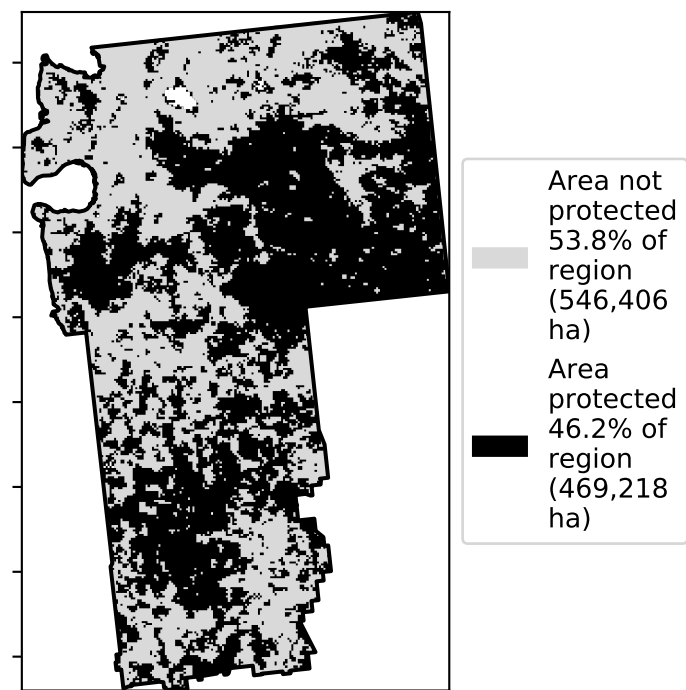 Area not
protected
53.8% of
region
(546,406
ha)
Area
protected
46.2% of
region
(469,218
ha)